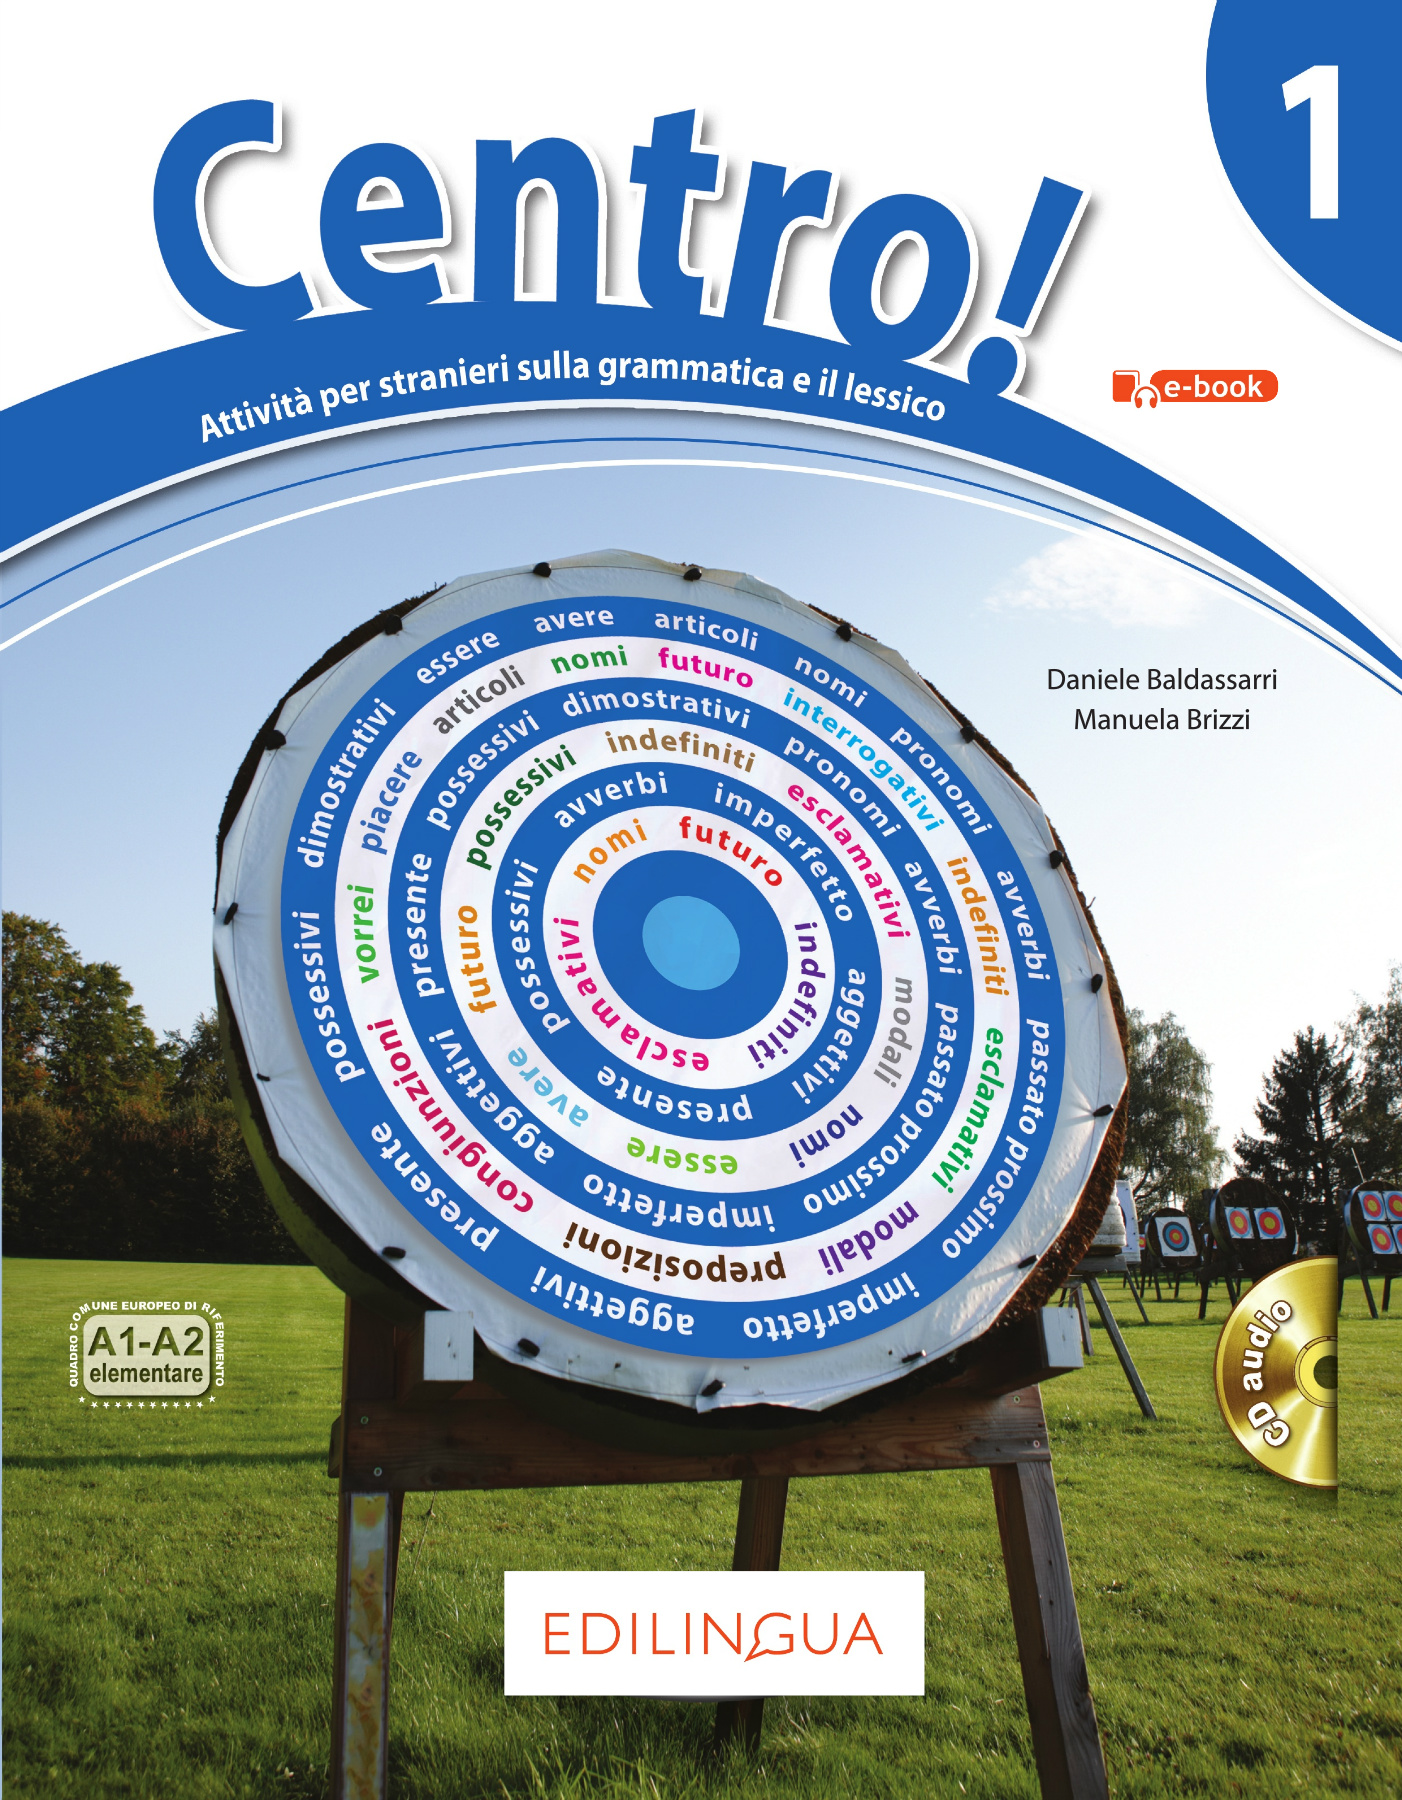 1
Centro!
Attività per stranieri sulla grammatica e il lessico
e-book
Daniele Baldassarri
Manuela Brizzi
essere avere articoli nomi pronomi avverbi passato prossimo imperfetto aggettivi presente possessivi dimostrativi
articoli nomi futuro interrogativi indefiniti esclamativi modali preposizioni congiunzioni vorrei piacere
possessivi dimostrativi pronomi avverbi passato prossimo imperfetto aggettivi presente
possessivi indefiniti esclamativi modali nomi essere avere futuro
avverbi imperfetto aggettivi presente possessivi
nomi futuro indefiniti esclamativi
QUADRO COMUNE EUROPEO DI RIFERIMENTO
A1-A2
elementare
CD audio
EDILINGUA